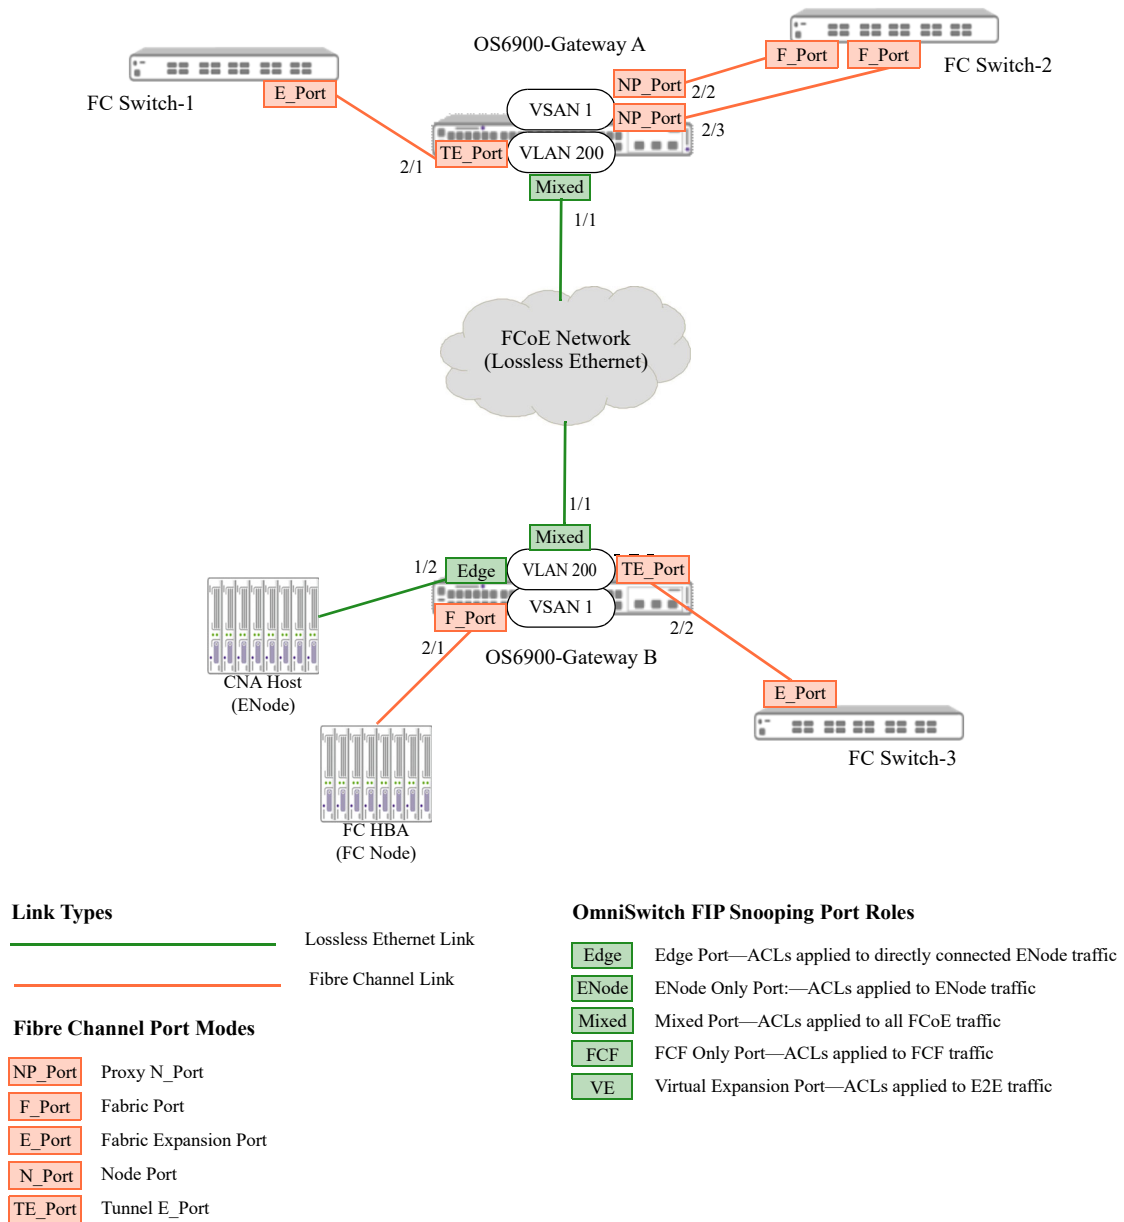 OS6900-Gateway A
F_Port
F_Port
FC Switch-2
FC Switch-1
E_Port
NP_Port
2/2
VSAN 1
NP_Port
2/3
TE_Port
VLAN 200
2/1
Mixed
1/1
FCoE Network
(Lossless Ethernet)
1/1
Mixed
1/2
Edge
VLAN 200
TE_Port
F_Port
VSAN 1
2/1
2/2
OS6900-Gateway B
CNA Host
(ENode)
E_Port
FC Switch-3
FC HBA
(FC Node)
Link Types
Lossless Ethernet Link
Fibre Channel Link
Fibre Channel Port Modes
NP_Port Proxy N_Port
F_Port Fabric Port
E_Port Fabric Expansion Port
N_Port Node Port
TE_Port Tunnel E_Port
OmniSwitch FIP Snooping Port Roles
Edge Edge Port—ACLs applied to directly connected ENode traffic
ENode ENode Only Port:—ACLs applied to ENode traffic
Mixed Mixed Port—ACLs applied to all FCoE traffic
FCF FCF Only Port—ACLs applied to FCF traffic
VE Virtual Expansion Port—ACLs applied to E2E traffic